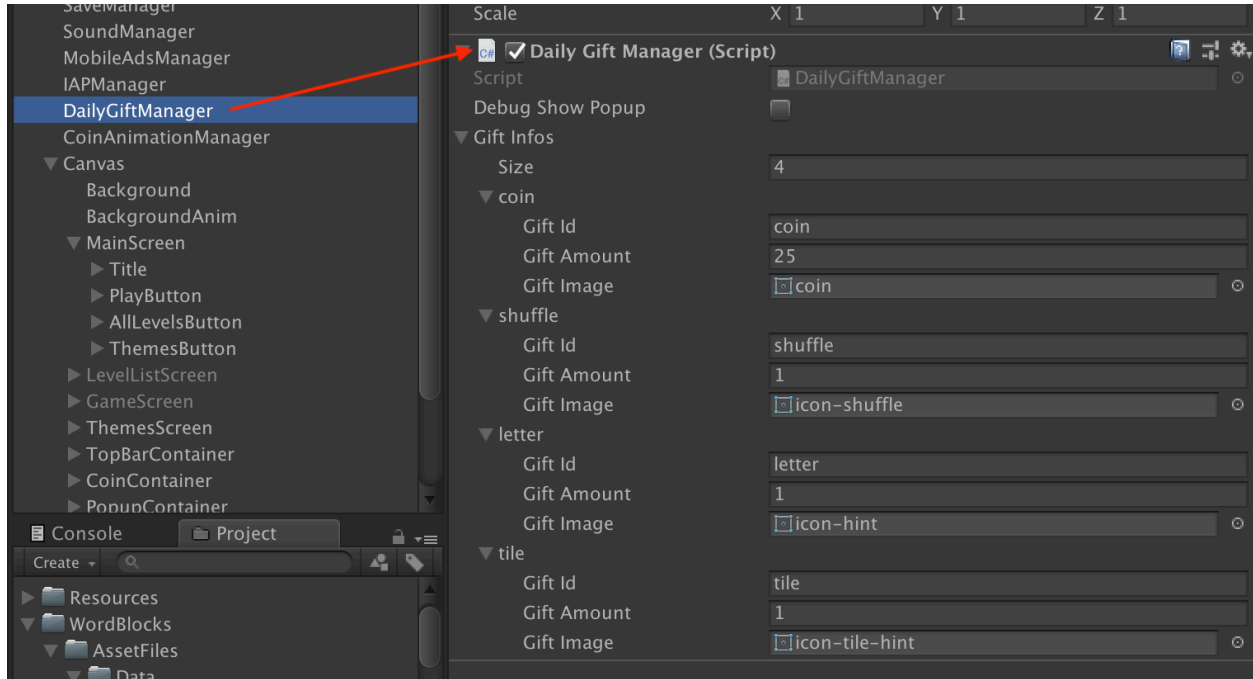 SaveManager
SoundManager
MobileAdsManager
IAPManager
DailyGiftManager
CoinAnimationManager
Canvas
Background
BackgroundAnim
MainScreen
Title
PlayButton
AllLevelsButton
ThemesButton
LevelListScreen
GameScreen
ThemesScreen
TopBarContainer
CoinContainer
PopupContainer
Console Project
Create
Resources
WordBlocks
AssetFiles
Data
Scale X 1 Y 1 Z 1
C# Daily Gift Manager (Script)
Script DailyGiftManager
Debug Show Popup
Gift Infos
Size 4
coin
Gift Id coin
Gift Amount 25
Gift Image coin
shuffle
Gift Id shuffle
Gift Amount 1
Gift Image icon-shuffle
letter
Gift Id letter
Gift Amount 1
Gift Image icon-hint
tile
Gift Id tile
Gift Amount 1
Gift Image icon-tile-hint